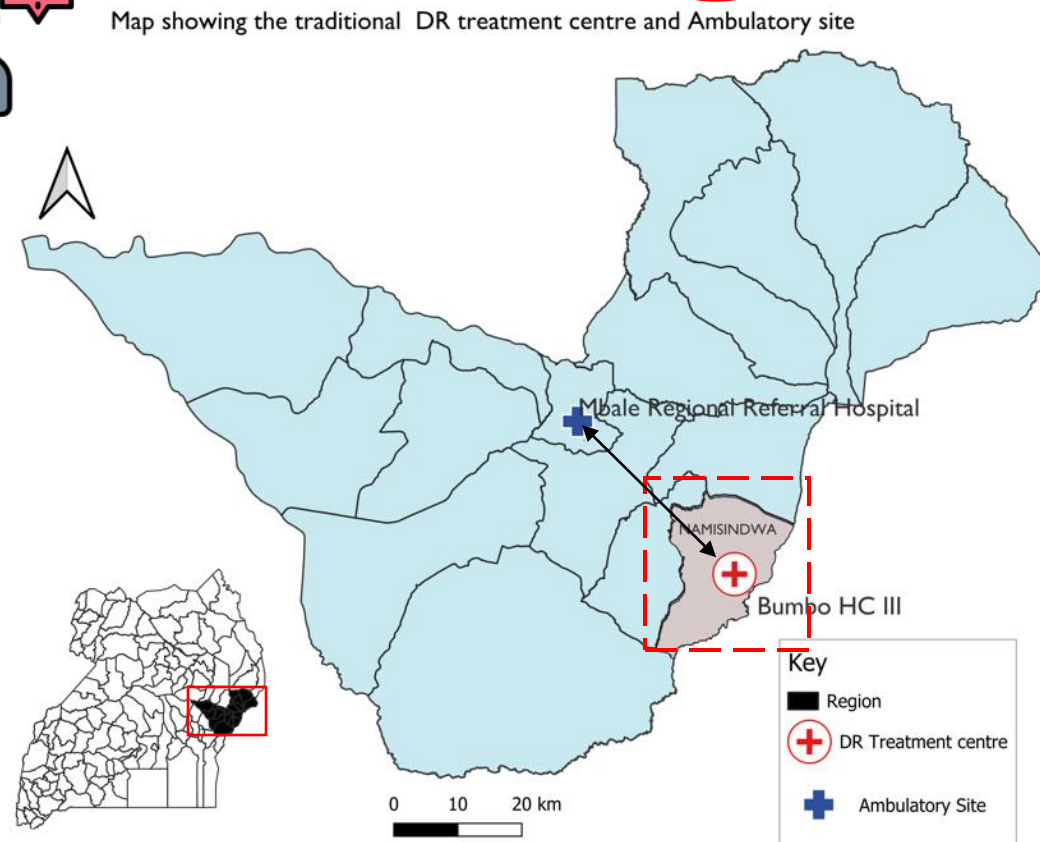 Map showing the traditional DR treatment centre and Ambulatory site
Mbale Regional Referral Hospital
NAMISINDWA
Bumbo HC III
Key
Region
DR Treatment centre
Ambulatory Site
0 10 20 km